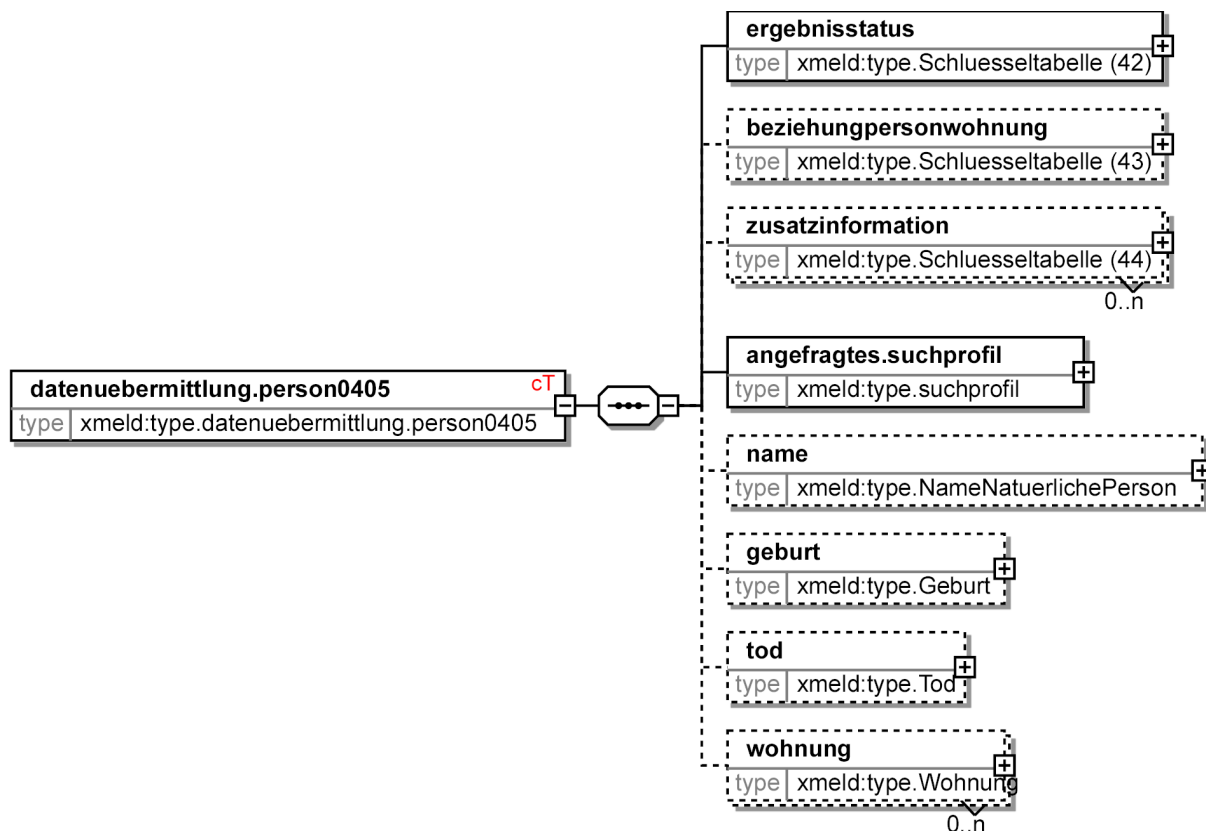 ergebnisstatus
type xmeld:type.Schluesseltabelle (42)
beziehungpersonwohnung
type xmeld:type.Schluesseltabelle (43)
zusatzinformation
type xmeld:type.Schluesseltabelle (44)
0..n
angefragtes.suchprofil
type xmeld:type.suchprofil
datenuebermittlung.person0405 cT
type xmeld:type.datenuebermittlung.person0405
name
type xmeld:type.NameNatuerlichePerson
geburt
type xmeld:type.Geburt
tod
type xmeld:type.Tod
wohnung
type xmeld:type.Wohnung
0..n